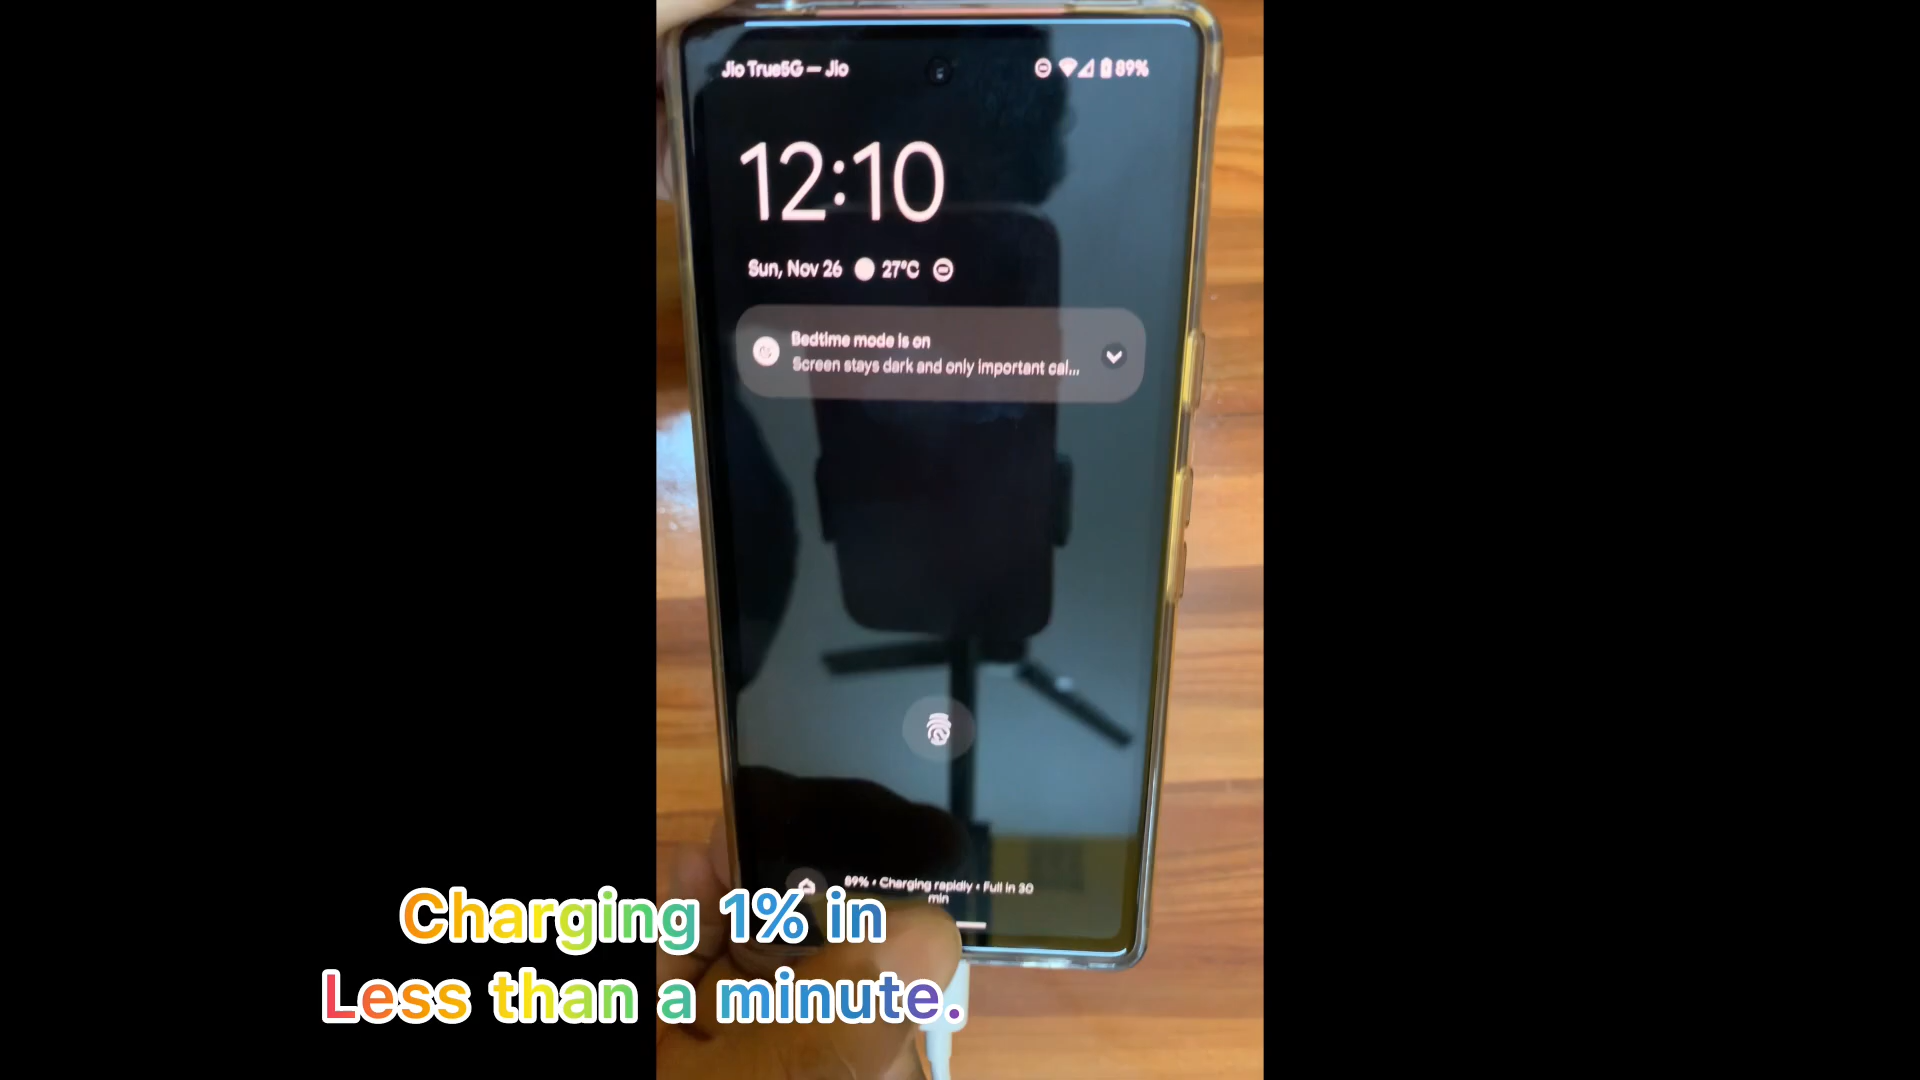 Jio True5G — Jio
89%
12:10
Sun, Nov 26 27°C
Bedtime mode is on
Screen stays dark and only important cal...
89% • Charging rapidly • Full in 30
min
Charging 1% in
Less than a minute.